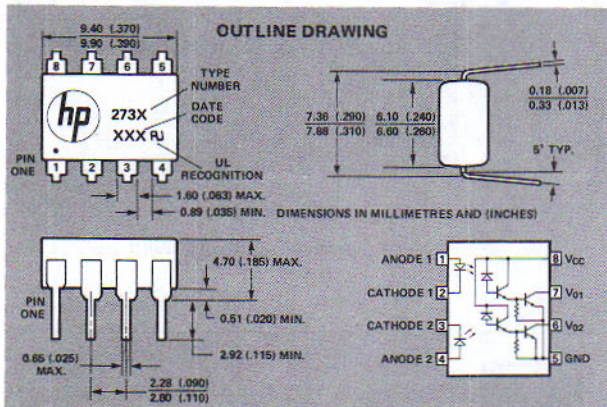 OUTLINE DRAWING
9.40 (.370)
9.90 (.390)
8 7 6 5
TYPE
NUMBER
hp
273X
DATE
CODE
XXX
UL
RECOGNITION
PIN
ONE
1 2 3 4
1.60 (.063) MAX.
0.89 (.035) MIN.
0.18 (.007)
0.33 (.013)
7.36 (.290)
7.88 (.310)
6.10 (.240)
6.60 (.260)
5° TYP.
DIMENSIONS IN MILLIMETRES AND (INCHES)
4.70 (.185) MAX.
PIN
ONE
0.51 (.020) MIN.
2.92 (.115) MIN.
0.65 (.025)
MAX.
2.28 (.090)
2.80 (.110)
ANODE 1 1
CATHODE 1 2
CATHODE 2 3
ANODE 2 4
8 VCC
7 V01
6 V02
5 GND